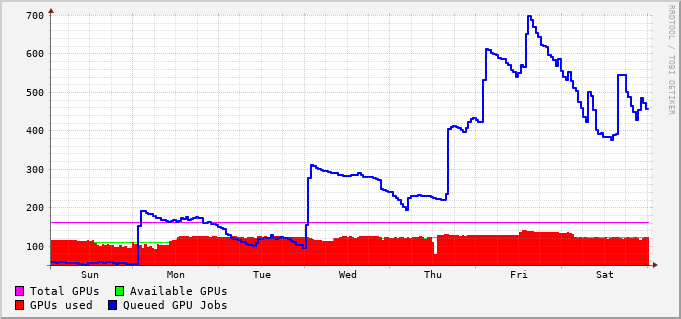 700
600
500
400
300
200
100
Sun Mon Tue Wed Thu Fri Sat
Total GPUs Available GPUs
GPUs used Queued GPU Jobs
RRDTOOL / TOBI OETIKER